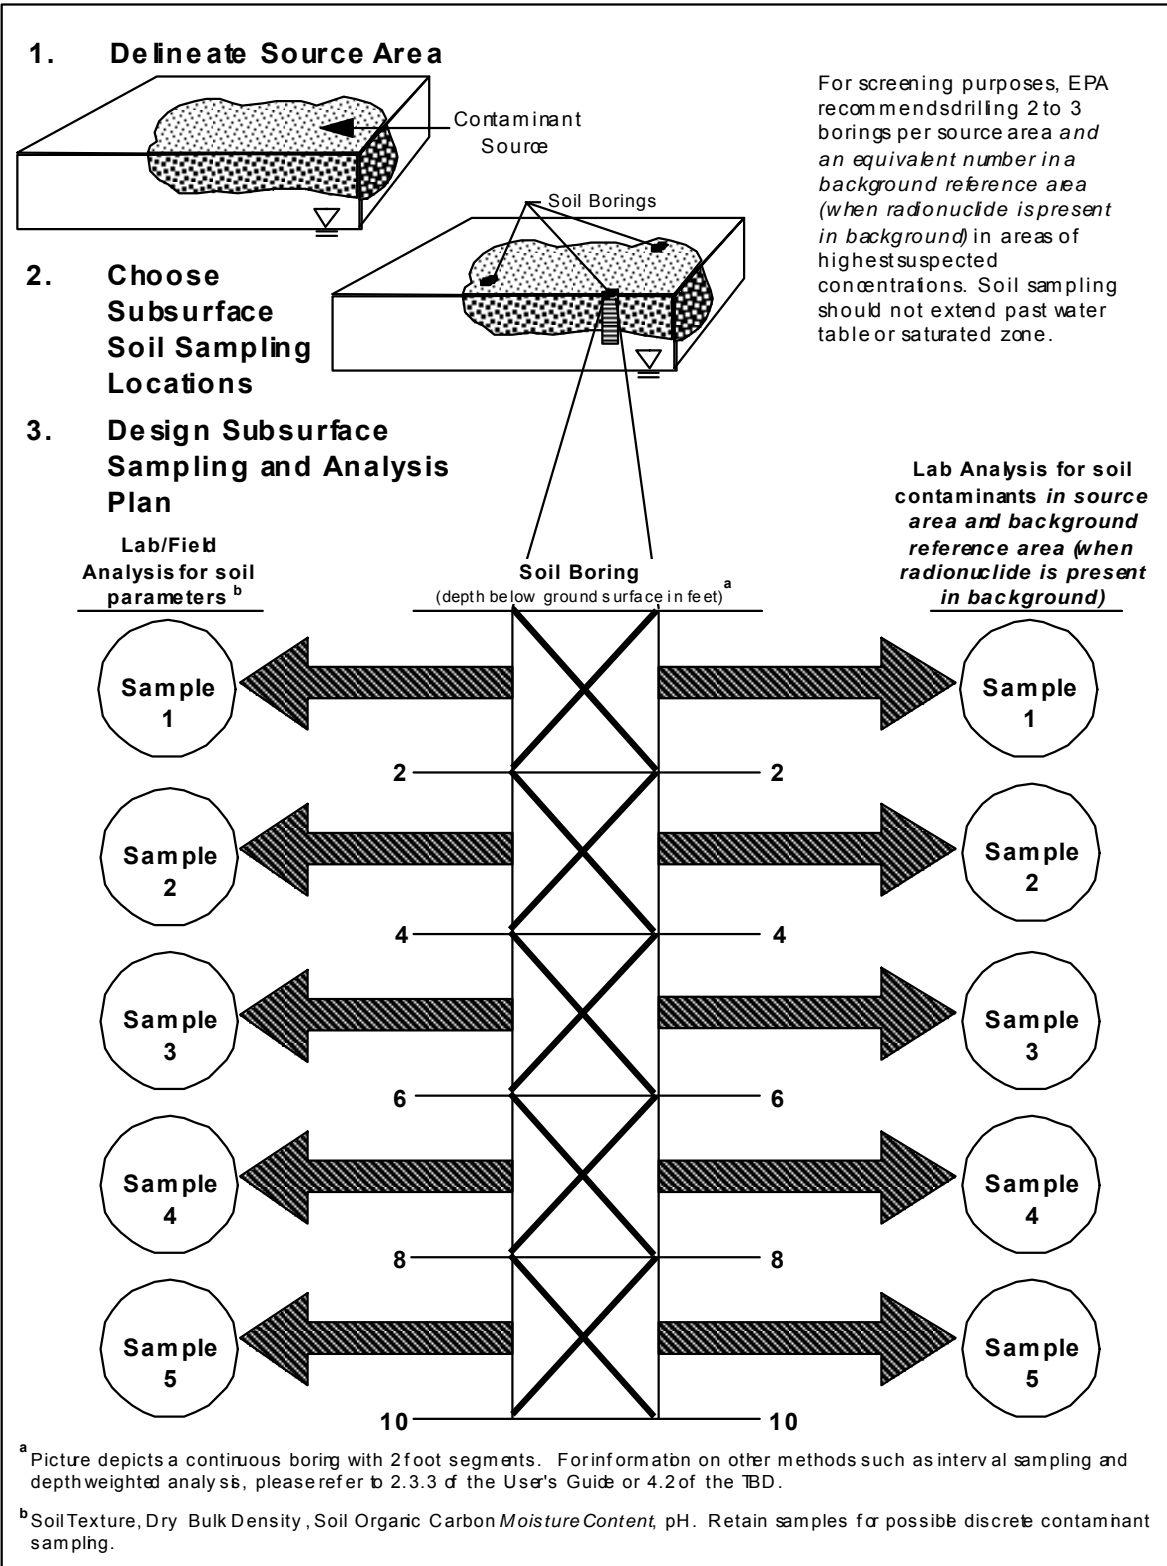 1. Delineate Source Area
Contaminant
Source
For screening purposes, EPA
recommends drilling 2 to 3
borings per source area and
an equivalent number in a
background reference area
(when radionuclide is present
in background) in areas of
highest suspected
concentrations. Soil sampling
should not extend past water
table or saturated zone.
Soil Borings
2. Choose
Subsurface
Soil Sampling
Locations
3. Design Subsurface
Sampling and Analysis
Plan
Lab/Field
Analysis for soil
parameters b
Soil Boring
(depth below ground surface in feet) a
Lab Analysis for soil
contaminants in source
area and background
reference area (when
radionuclide is present
in background)
Sample
1
Sample
1
2 2
Sample
2
Sample
2
4 4
Sample
3
Sample
3
6 6
Sample
4
Sample
4
8 8
Sample
5
Sample
5
10 10
a Picture depicts a continuous boring with 2 foot segments. For information on other methods such as interval sampling and
depth weighted analysis, please refer to 2.3.3 of the User's Guide or 4.2 of the TBD.
b Soil Texture, Dry Bulk Density, Soil Organic Carbon Moisture Content, pH. Retain samples for possible discrete contaminant
sampling.